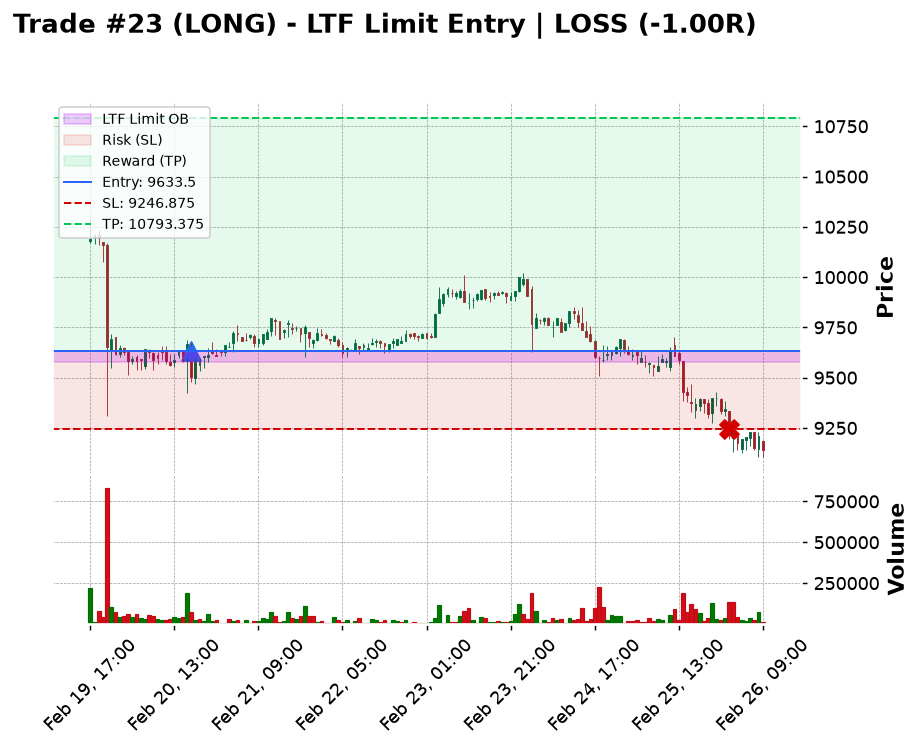 Trade #23 (LONG) - LTF Limit Entry | LOSS (-1.00R)
LTF Limit OB
Risk (SL)
Reward (TP)
Entry: 9633.5
SL: 9246.875
TP: 10793.375
10750
10500
10250
10000
9750
9500
9250
Price
750000
500000
250000
Volume
Feb 19, 17:00
Feb 20, 13:00
Feb 21, 09:00
Feb 22, 05:00
Feb 23, 01:00
Feb 23, 21:00
Feb 24, 17:00
Feb 25, 13:00
Feb 26, 09:00